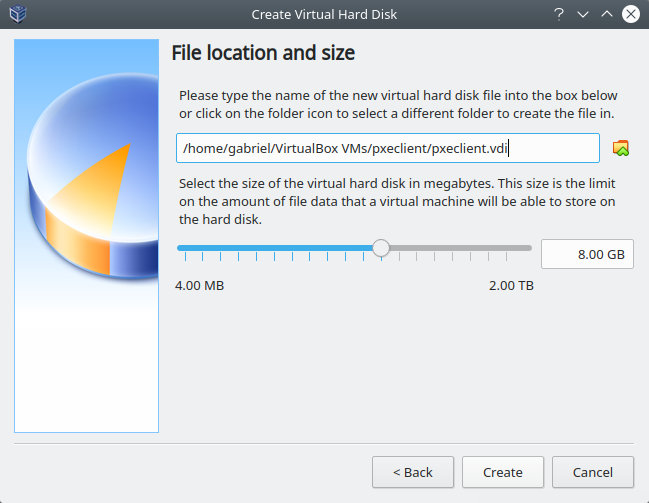 Create Virtual Hard Disk
File location and size
Please type the name of the new virtual hard disk file into the box below
or click on the folder icon to select a different folder to create the file in.
/home/gabriel/VirtualBox VMs/pxeclient/pxeclient.vdi
Select the size of the virtual hard disk in megabytes. This size is the limit
on the amount of file data that a virtual machine will be able to store on
the hard disk.
8.00 GB
4.00 MB 2.00 TB
< Back Create Cancel